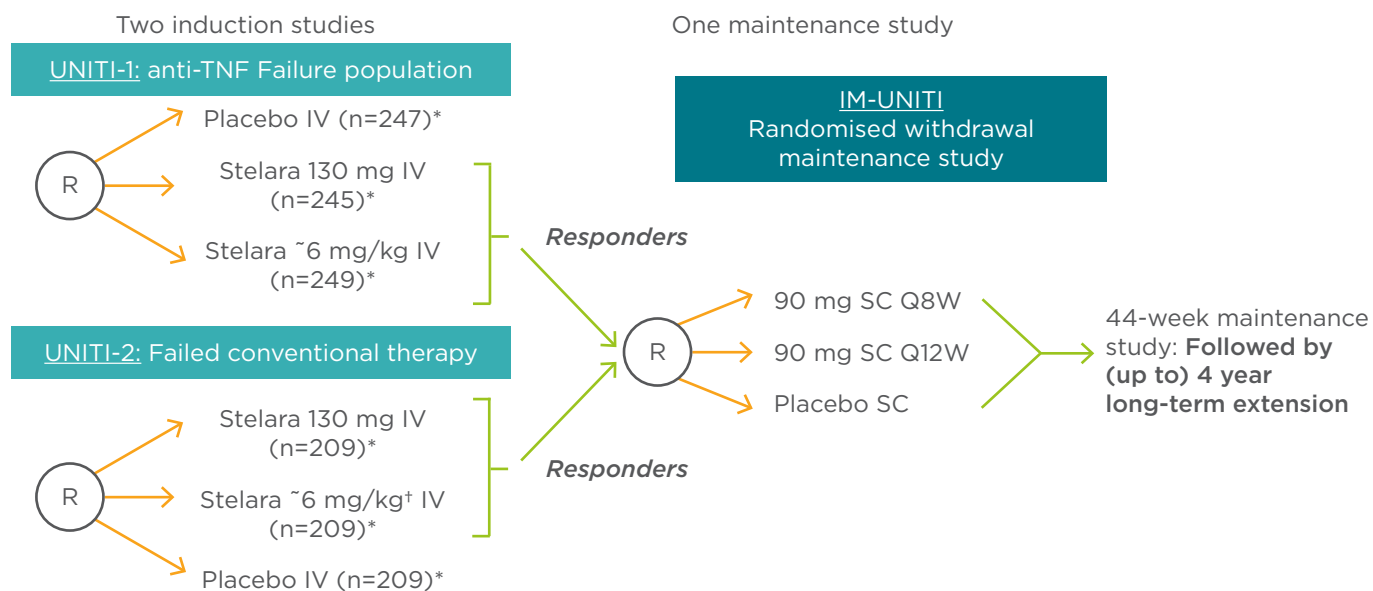 Two induction studies
One maintenance study
UNITI-1: anti-TNF Failure population
Placebo IV (n=247)*
R
Stelara 130 mg IV
(n=245)*
Stelara ~6 mg/kg IV
(n=249)*
Responders
IM-UNITI
Randomised withdrawal
maintenance study
UNITI-2: Failed conventional therapy
Stelara 130 mg IV
(n=209)*
R
Stelara ~6 mg/kg† IV
(n=209)*
Placebo IV (n=209)*
Responders
R
90 mg SC Q8W
90 mg SC Q12W
Placebo SC
44-week maintenance
study: Followed by
(up to) 4 year
long-term extension